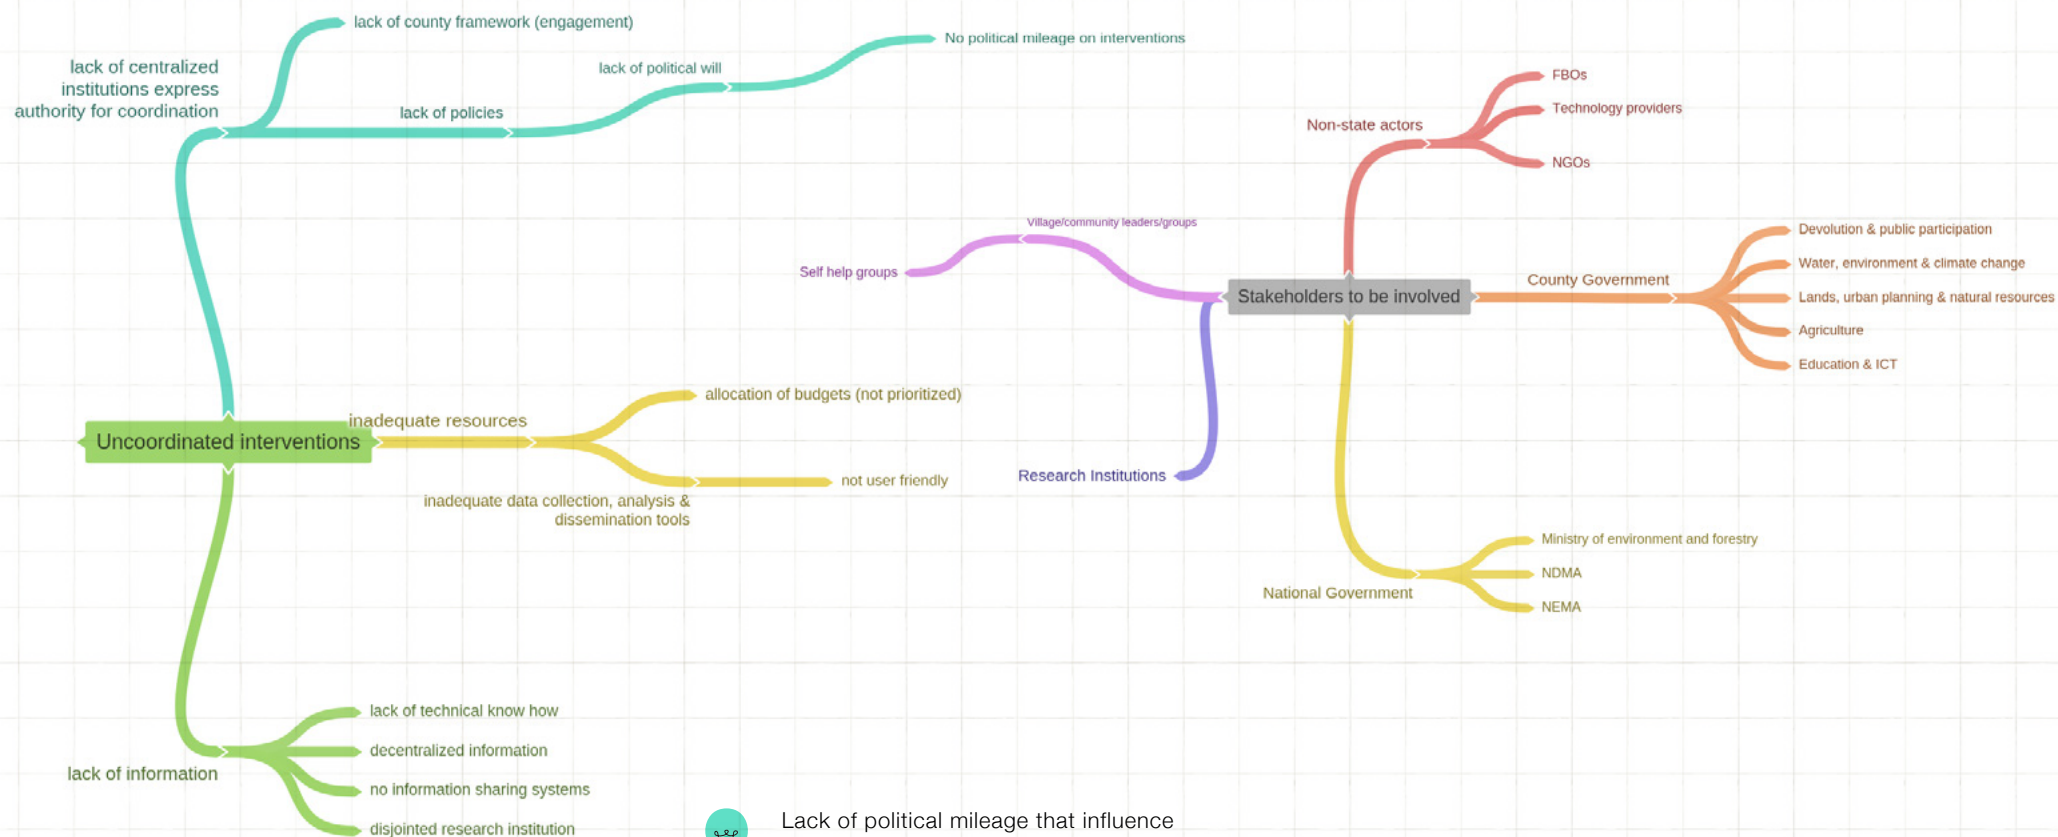 lack of county framework (engagement)
lack of centralized
institutions express
authority for coordination
lack of policies
lack of political will
No political mileage on interventions
Uncoordinated interventions
inadequate resources
allocation of budgets (not prioritized)
inadequate data collection, analysis &
dissemination tools
not user friendly
lack of information
lack of technical know how
decentralized information
no information sharing systems
disjointed research institution
Stakeholders to be involved
Non-state actors
FBOs
Technology providers
NGOs
Village/community leaders/groups
Self help groups
County Government
Devolution & public participation
Water, environment & climate change
Lands, urban planning & natural resources
Agriculture
Education & ICT
Research Institutions
National Government
Ministry of environment and forestry
NDMA
NEMA
Lack of political mileage that influence